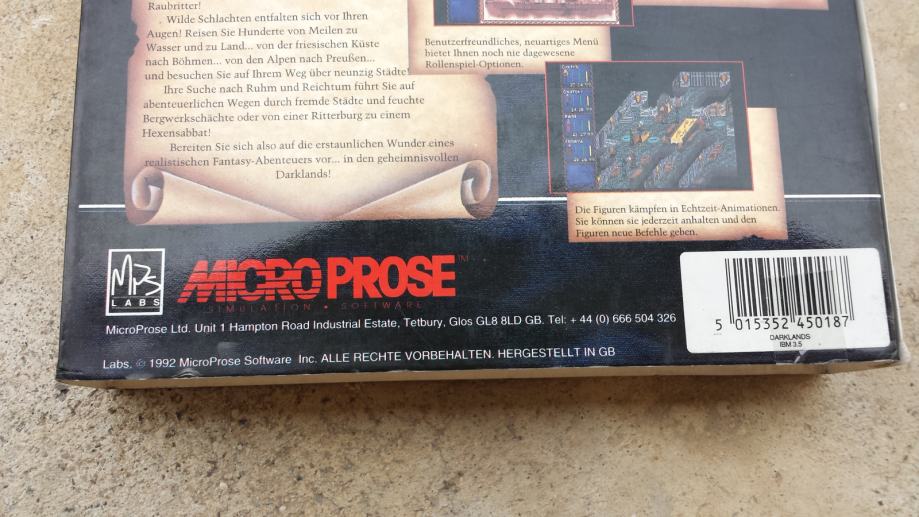 Raubritter!
Wilde Schlachten entfalten sich vor Ihren
Augen! Reisen Sie Hunderte von Meilen zu
Wasser und zu Land... von der friesischen Küste
nach Böhmen... von den Alpen nach Preußen...
und besuchen Sie auf Ihrem Weg über neunzig Städte!
Ihre Suche nach Ruhm und Reichtum führt Sie auf
abenteuerlichen Wegen durch fremde Städte und feuchte
Bergwerkschächte oder von einer Ritterburg zu einem
Hexensabbat!
Bereiten Sie sich also auf die erstaunlichen Wunder eines
realistischen Fantasy-Abenteuers vor... in den geheimnisvollen
Darklands!
Benutzerfreundliches, neuartiges Menü
bietet Ihnen noch nie dagewesene
Rollenspiel-Optionen.
Die Figuren kämpfen in Echtzeit-Animationen.
Sie können sie jederzeit anhalten und den
Figuren neue Befehle geben.
MPS
LABS
MICROPROSE™
SIMULATION • SOFTWARE
MicroProse Ltd. Unit 1 Hampton Road Industrial Estate, Tetbury, Glos GL8 8LD GB. Tel: + 44 (0) 666 504 326
Labs. © 1992 MicroProse Software Inc. ALLE RECHTE VORBEHALTEN. HERGESTELLT IN GB
5 015352 450187
DARKLANDS
IBM 3.5